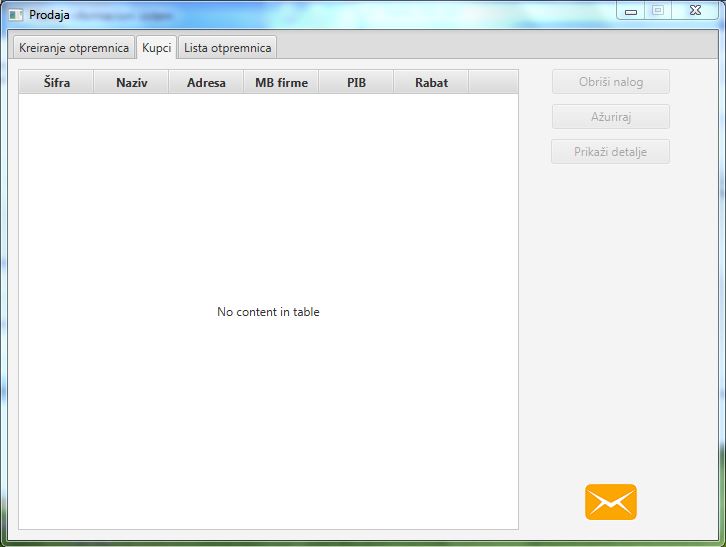 Prodaja
Kreiranje otpremnica Kupci Lista otpremnica
Šifra Naziv Adresa MB firme PIB Rabat
Obriši nalog
Ažuriraj
Prikaži detalje
No content in table